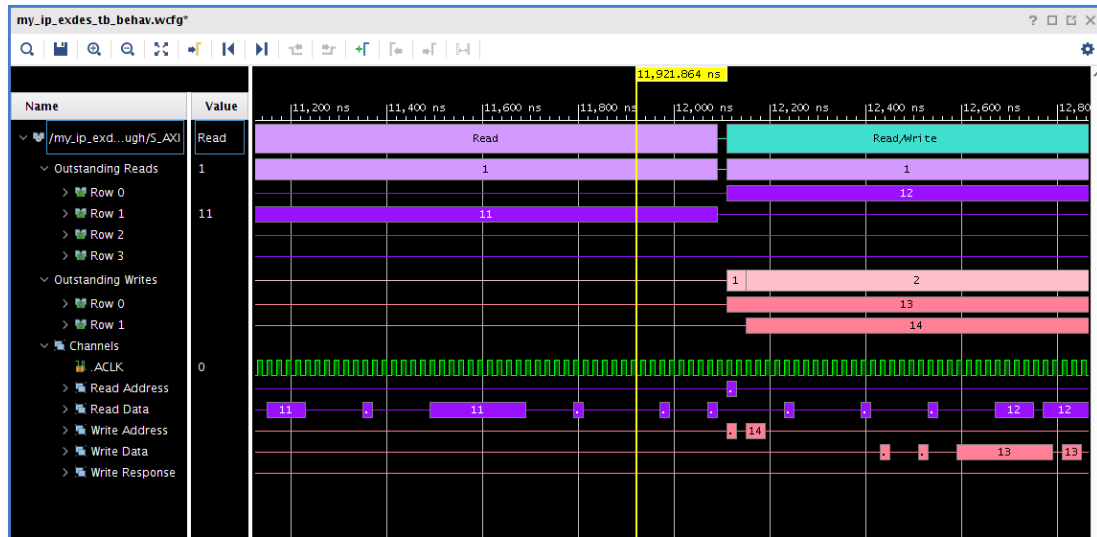 my_ip_exdes_tb_behav.wcfg*
11,921.864 ns
Name Value 11,200 ns 11,400 ns 11,600 ns 11,800 ns 12,000 ns 12,200 ns 12,400 ns 12,600 ns 12,80
/my_ip_exd...ugh/S_AXI Read Read Read/Write
Outstanding Reads 1 1 1
Row 0 12
Row 1 11 11
Row 2
Row 3
Outstanding Writes 1 2
Row 0 13
Row 1 14
Channels
.ACLK 0
Read Address .
Read Data 11 . 11 . . . . . . 12 12
Write Address . 14
Write Data . . 13 13
Write Response